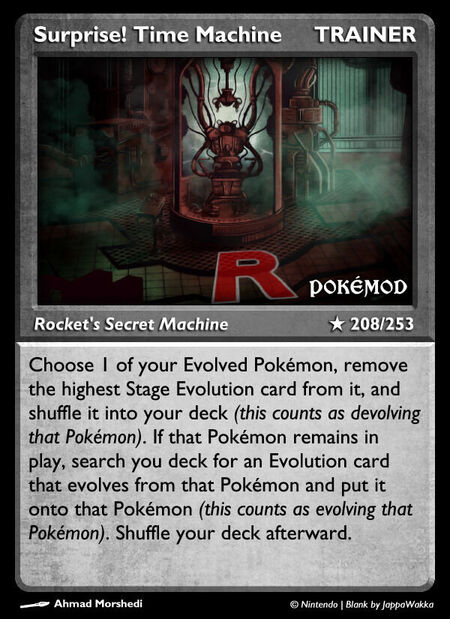 Surprise! Time Machine TRAINER
R
POKÉMOD
Rocket's Secret Machine ★ 208/253
Choose 1 of your Evolved Pokémon, remove
the highest Stage Evolution card from it, and
shuffle it into your deck (this counts as devolving
that Pokémon). If that Pokémon remains in
play, search you deck for an Evolution card
that evolves from that Pokémon and put it
onto that Pokémon (this counts as evolving that
Pokémon). Shuffle your deck afterward.
Ahmad Morshedi © Nintendo | Blank by JappaWakka